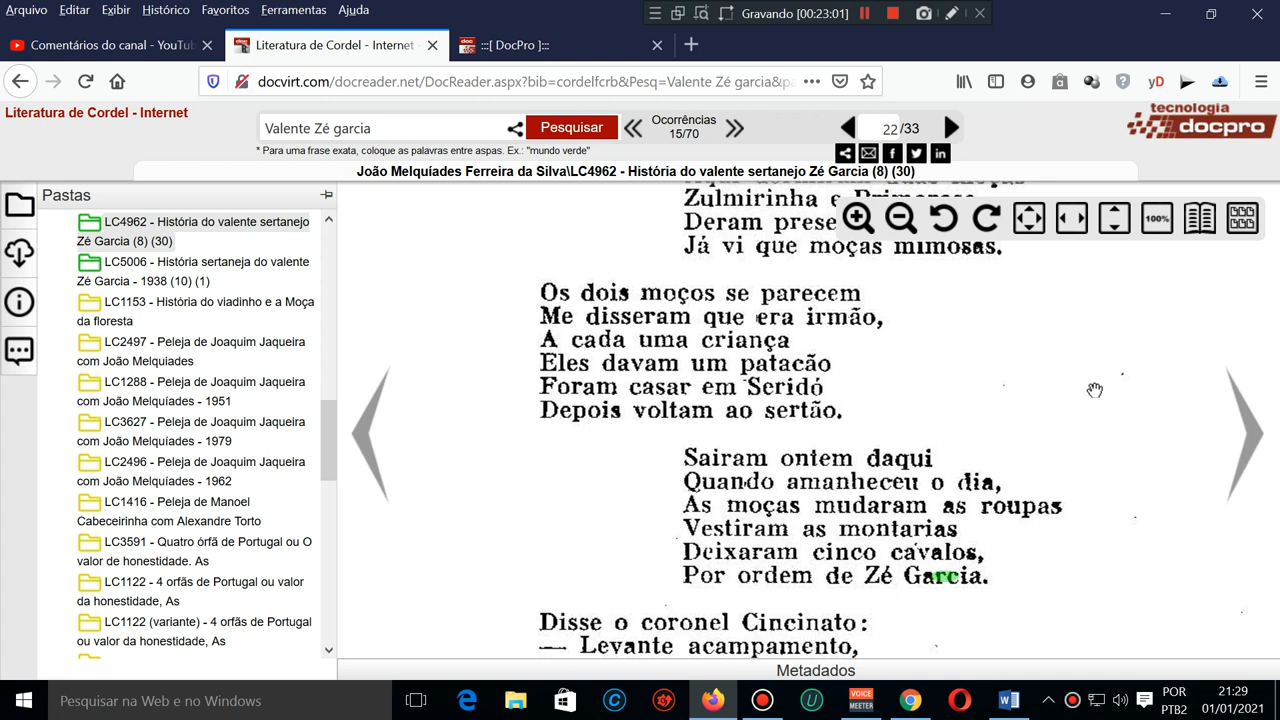 Arquivo Editar Exibir Histórico Favoritos Ferramentas Ajuda
Gravando [00:23:01]
Comentários do canal - YouTub
Literatura de Cordel - Internet -
:::[ DocPro ]:::
docvirt.com/docreader.net/DocReader.aspx?bib=cordelfcrb&Pesq=Valente Zé garcia&pa
yD
Literatura de Cordel - Internet
Valente Zé garcia
Pesquisar
Ocorrências
15/70
22 /33
tecnologia
docpro
* Para uma frase exata, coloque as palavras entre aspas. Ex.: "mundo verde"
João Melquíades Ferreira da Silva\LC4962 - História do valente sertanejo Zé Garcia (8) (30)
Pastas
LC4962 - História do valente sertanejo
Zé Garcia (8) (30)
LC5006 - História sertaneja do valente
Zé Garcia - 1938 (10) (1)
LC1153 - História do viadinho e a Moça
da floresta
LC2497 - Peleja de Joaquim Jaqueira
com João Melquiades
LC1288 - Peleja de Joaquim Jaqueira
com João Melquíades - 1951
LC3627 - Peleja de Joaquim Jaqueira
com João Melquíades - 1979
LC2496 - Peleja de Joaquim Jaqueira
com João Melquíades - 1962
LC1416 - Peleja de Manoel
Cabeceirinha com Alexandre Torto
LC3591 - Quatro órfã de Portugal ou O
valor de honestidade. As
LC1122 - 4 orfãs de Portugal ou valor
da honestidade, As
LC1122 (variante) - 4 orfãs de Portugal
ou valor da honestidade, As
100%
Zulmirinha e
Deram prese
Já vi que moças mimosas.
Os dois moços se parecem
Me disseram que era irmão,
A cada uma criança
Eles davam um patacão
Foram casar em Seridó
Depois voltam ao sertão.
Sairam ontem daqui
Quando amanheceu o dia,
As moças mudaram as roupas
Vestiram as montarias
Deixaram cinco cavalos,
Por ordem de Zé Garcia.
Disse o coronel Cincinato:
— Levante acampamento,
Metadados
Pesquisar na Web e no Windows
VOICE
MEETER
POR
PTB2
21:29
01/01/2021